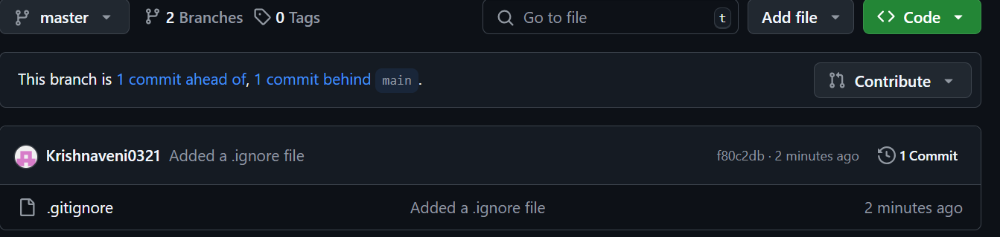 master 2 Branches 0 Tags Go to file t Add file Code
This branch is 1 commit ahead of, 1 commit behind main .
Contribute
Krishnaveni0321 Added a .ignore file f80c2db · 2 minutes ago 1 Commit
.gitignore Added a .ignore file 2 minutes ago